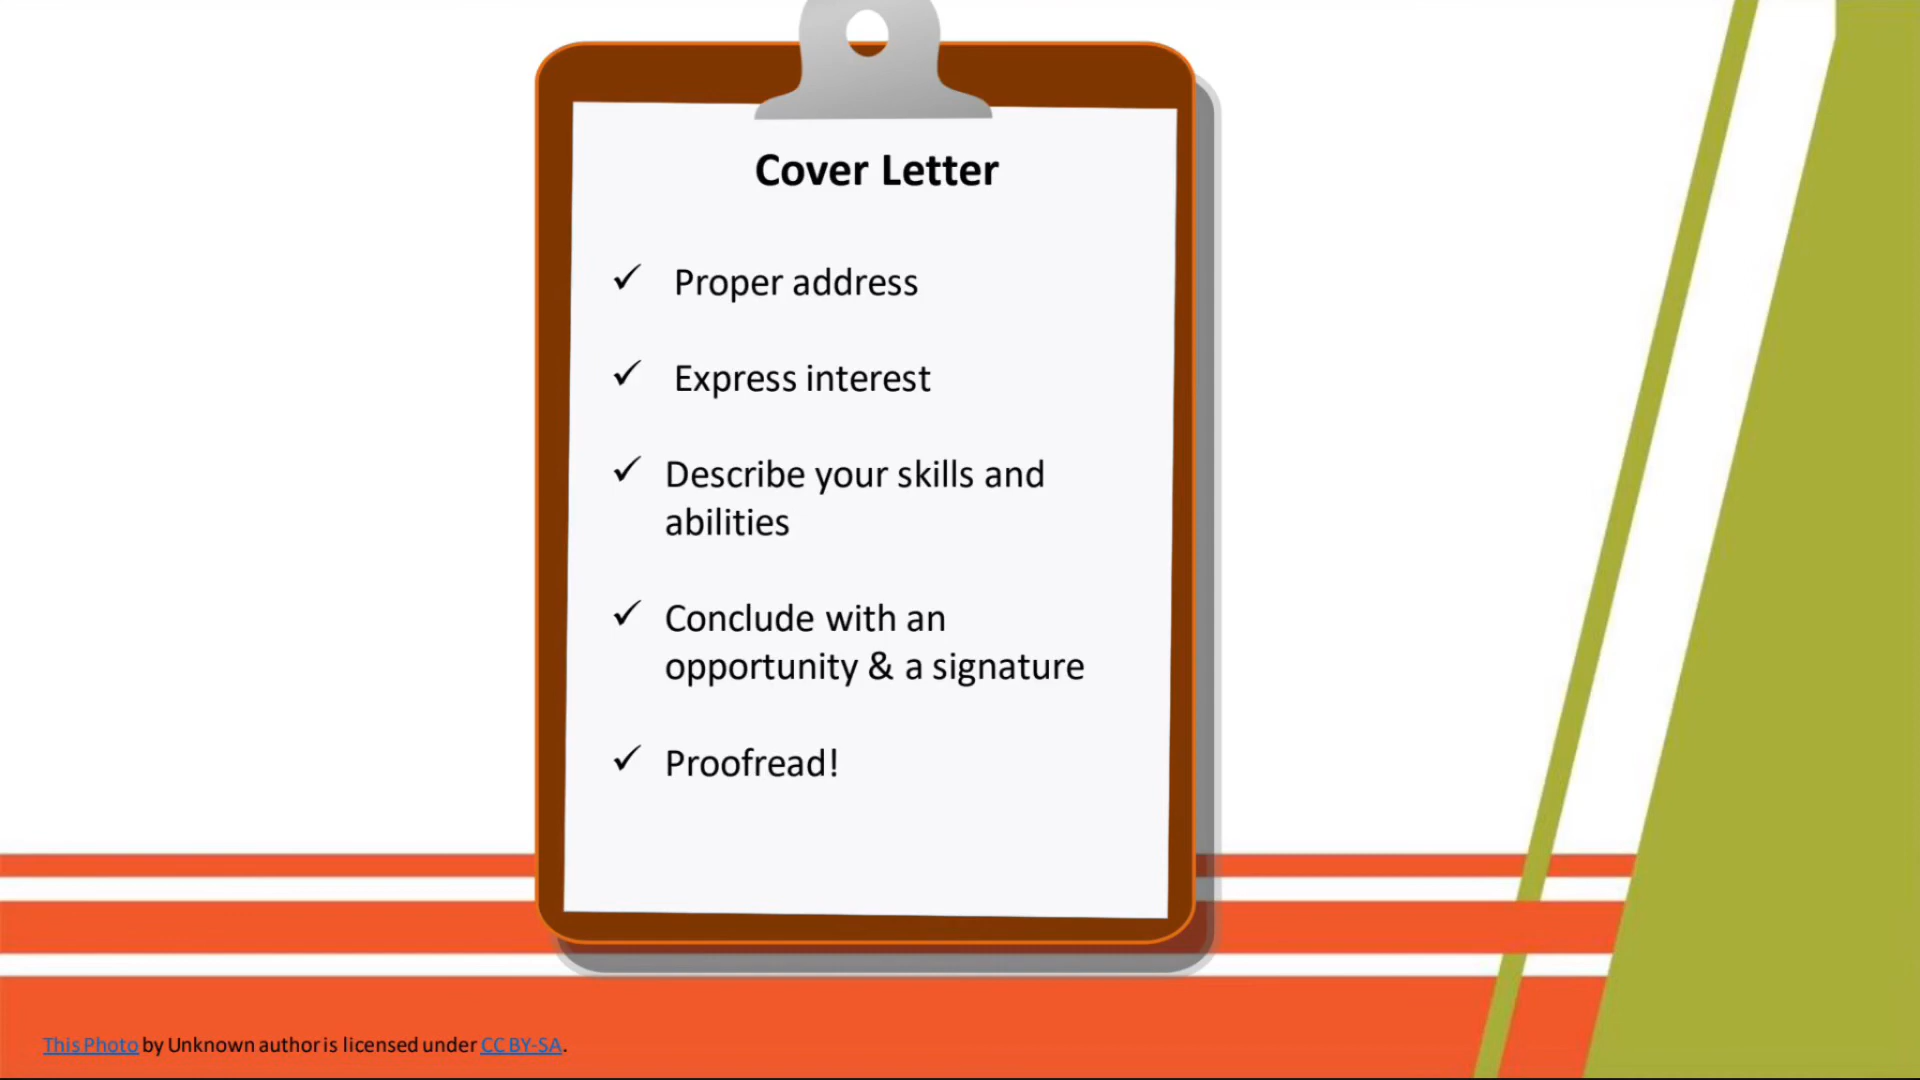 Cover Letter
✓ Proper address
✓ Express interest
✓ Describe your skills and
abilities
✓ Conclude with an
opportunity & a signature
✓ Proofread!
This Photo by Unknown author is licensed under CC BY-SA.